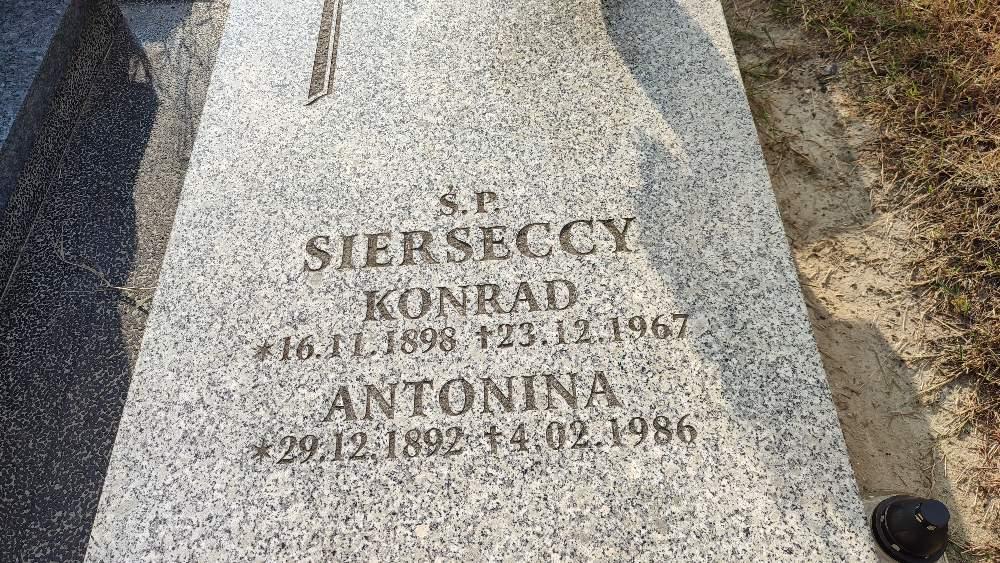 Ś.P.
SIERSECCY
KONRAD
*16.11.1898 †23.12.1967
ANTONINA
*29.12.1892 †4.02.1986